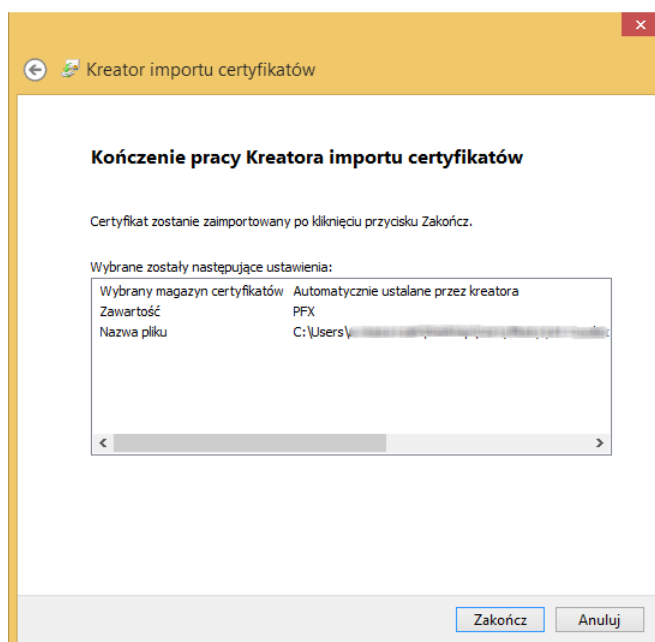 Kreator importu certyfikatów
Kończenie pracy Kreatora importu certyfikatów
Certyfikat zostanie zaimportowany po kliknięciu przycisku Zakończ.
Wybrane zostały następujące ustawienia:
Wybrany magazyn certyfikatów Automatycznie ustalane przez kreatora
Zawartość PFX
Nazwa pliku C:\Users\
Zakończ Anuluj